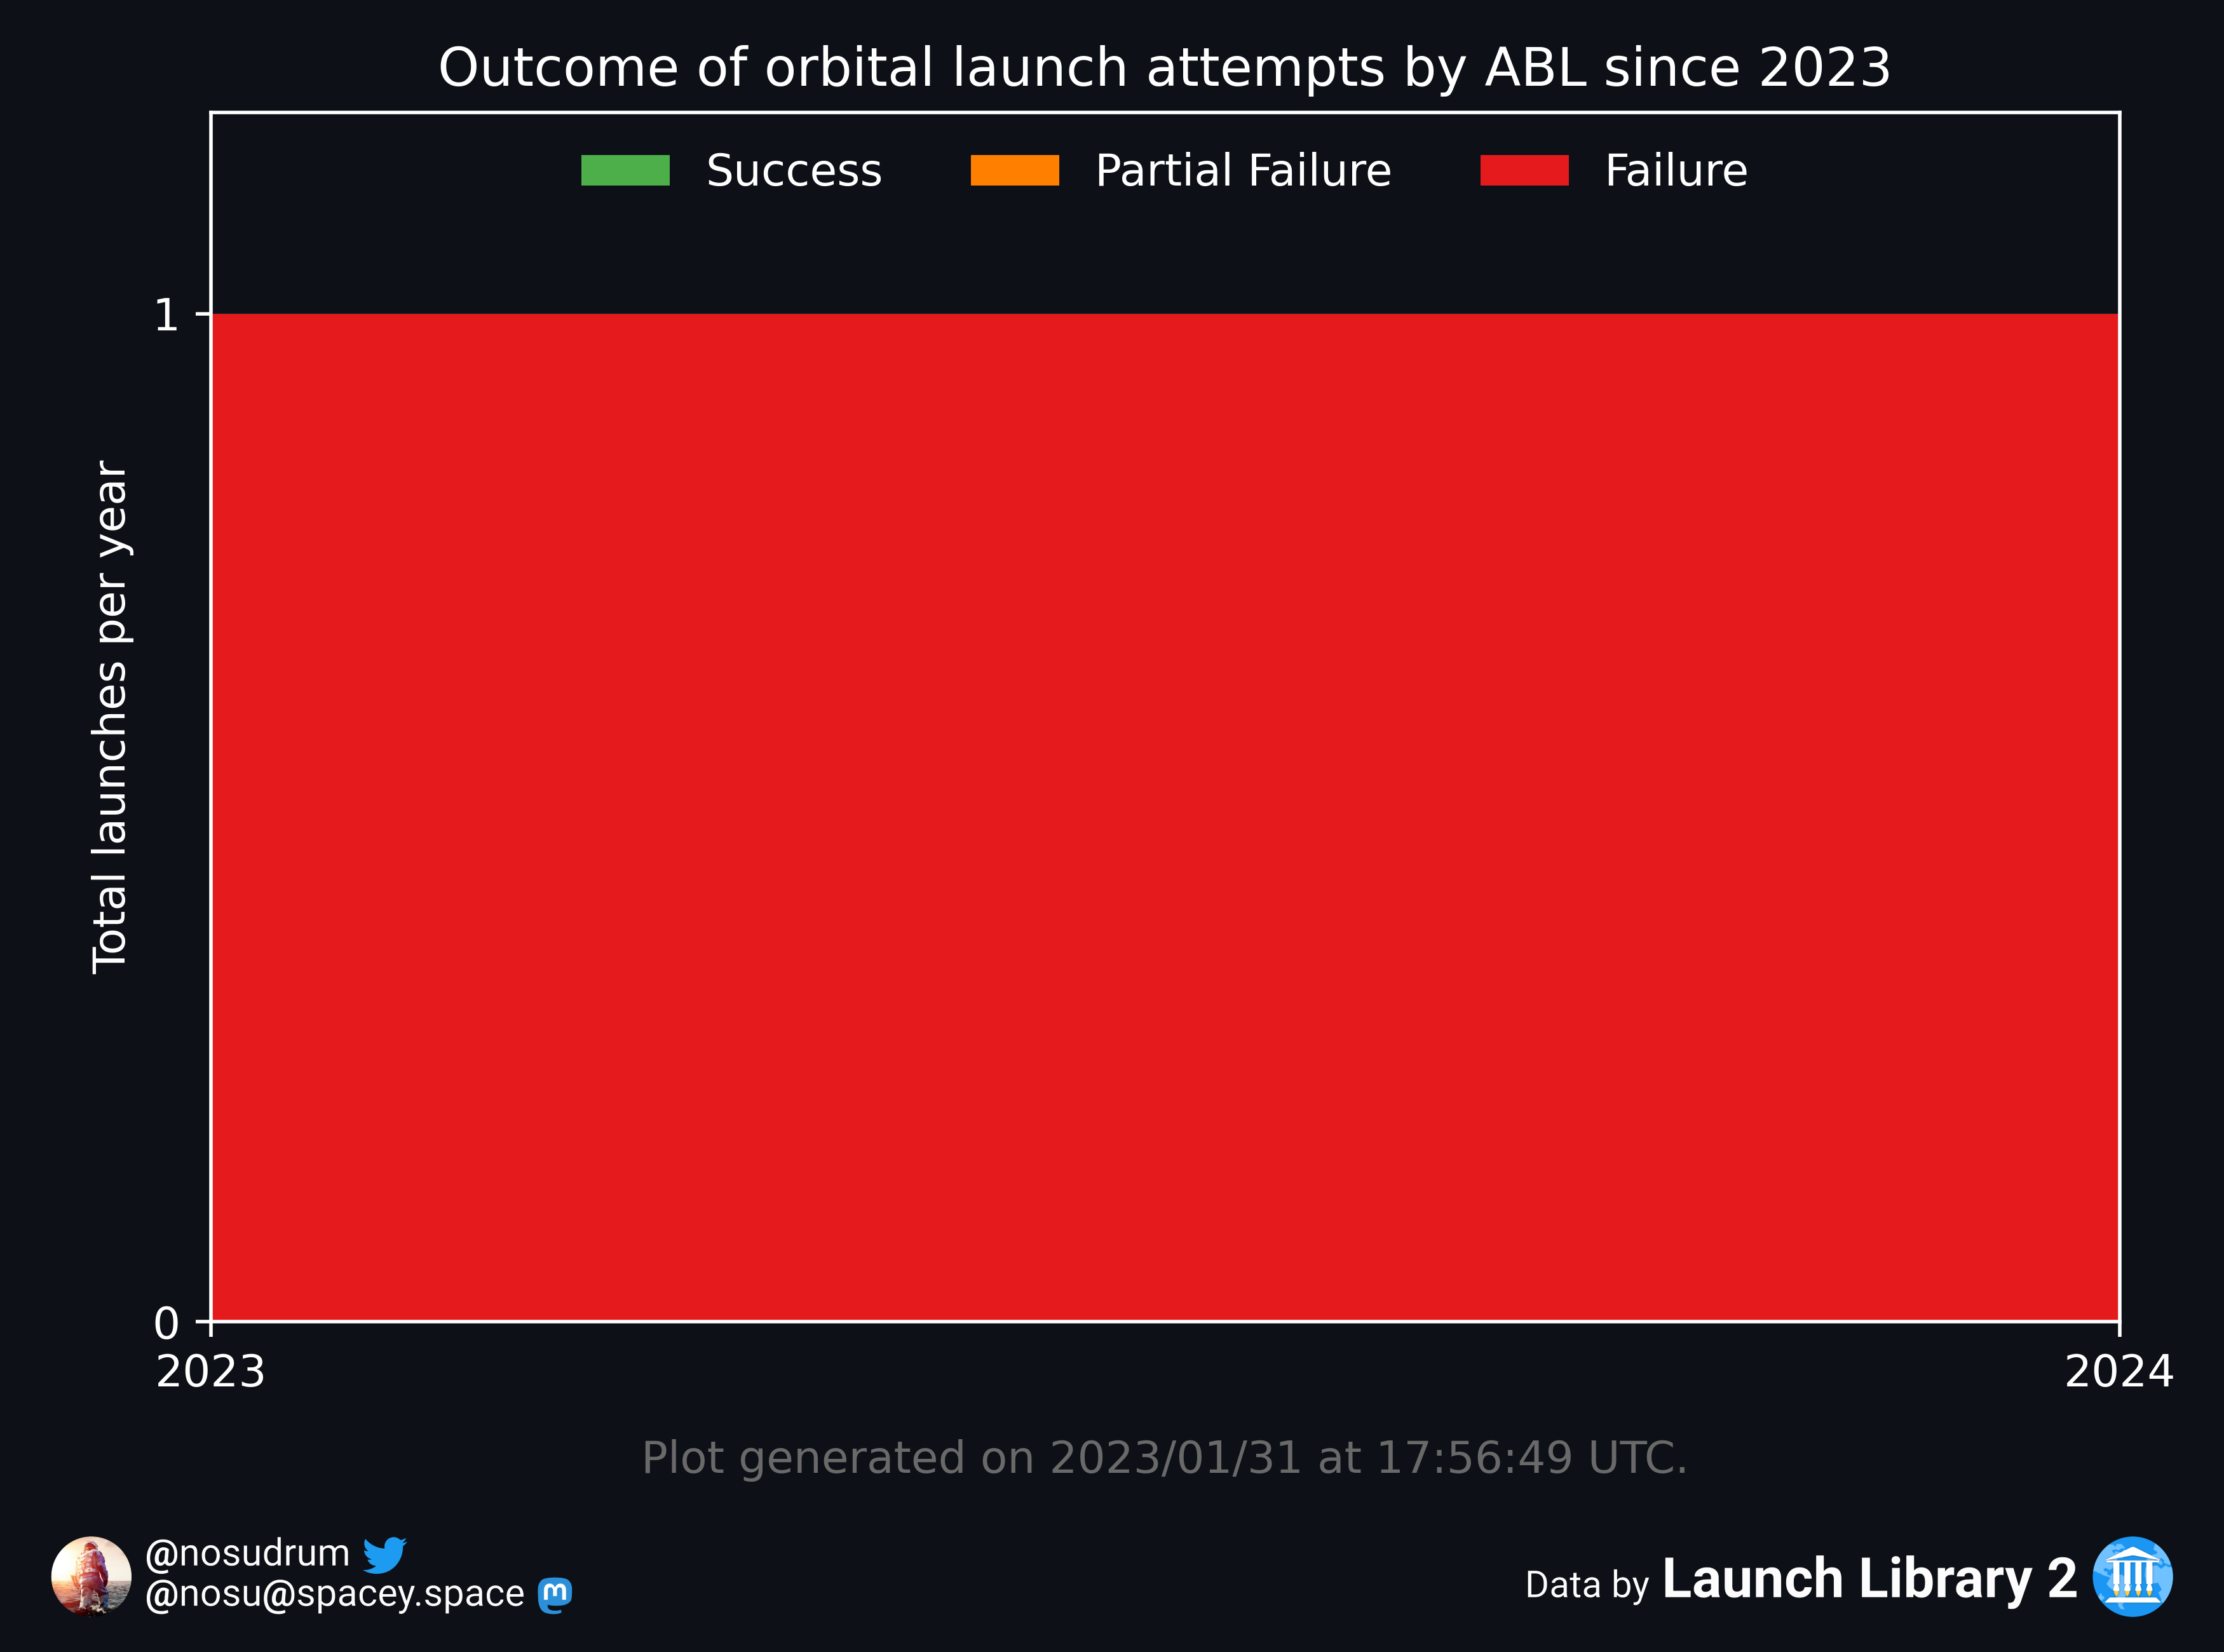 Outcome of orbital launch attempts by ABL since 2023
Success
Partial Failure
Failure
Total launches per year
1
0
2023
2024
Plot generated on 2023/01/31 at 17:56:49 UTC.
@nosudrum
@nosu@spacey.space
Data by Launch Library 2